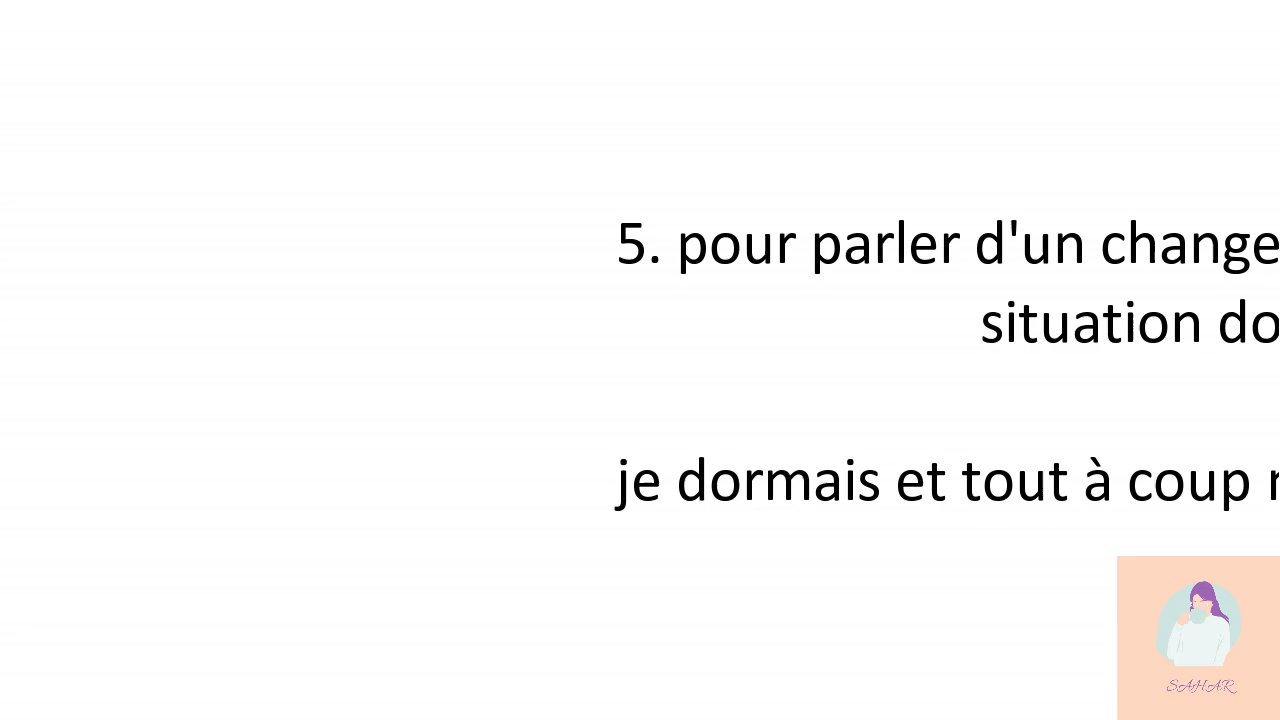 5. pour parler d'un change
situation do
je dormais et tout à coup
SAHAR